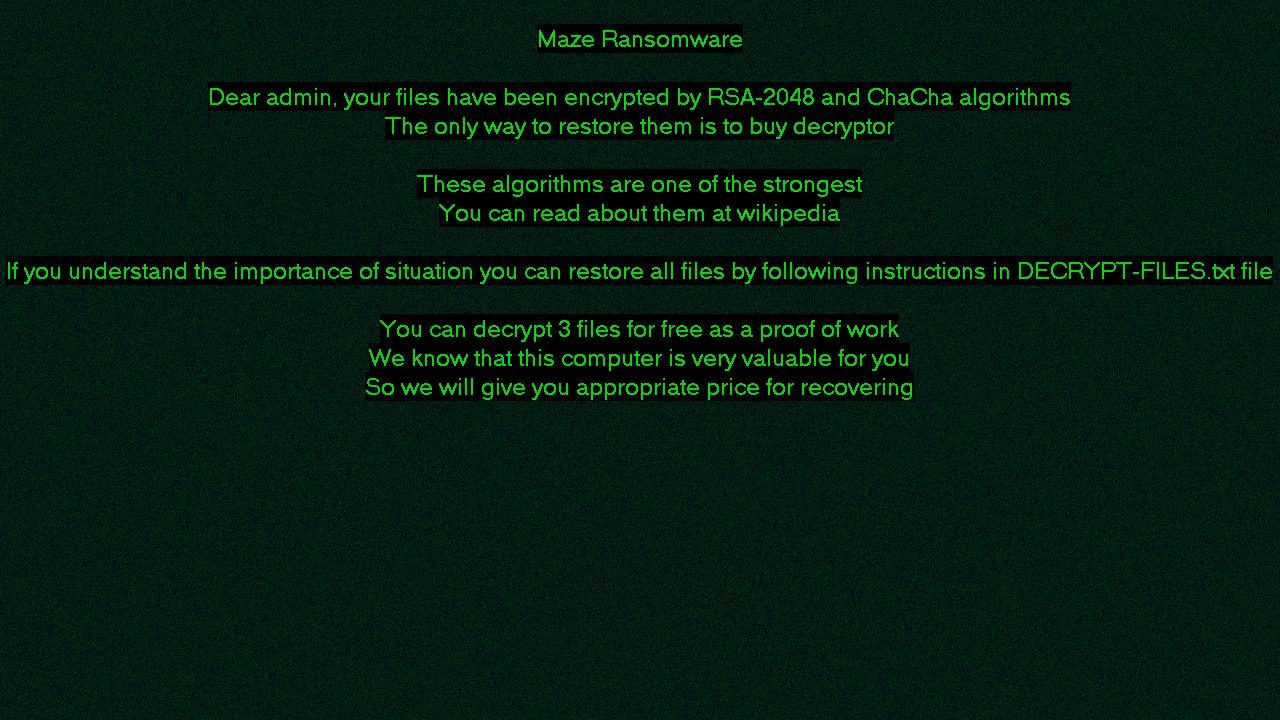 Maze Ransomware
Dear admin, your files have been encrypted by RSA-2048 and ChaCha algorithms
The only way to restore them is to buy decryptor
These algorithms are one of the strongest
You can read about them at wikipedia
If you understand the importance of situation you can restore all files by following instructions in DECRYPT-FILES.txt file
You can decrypt 3 files for free as a proof of work
We know that this computer is very valuable for you
So we will give you appropriate price for recovering